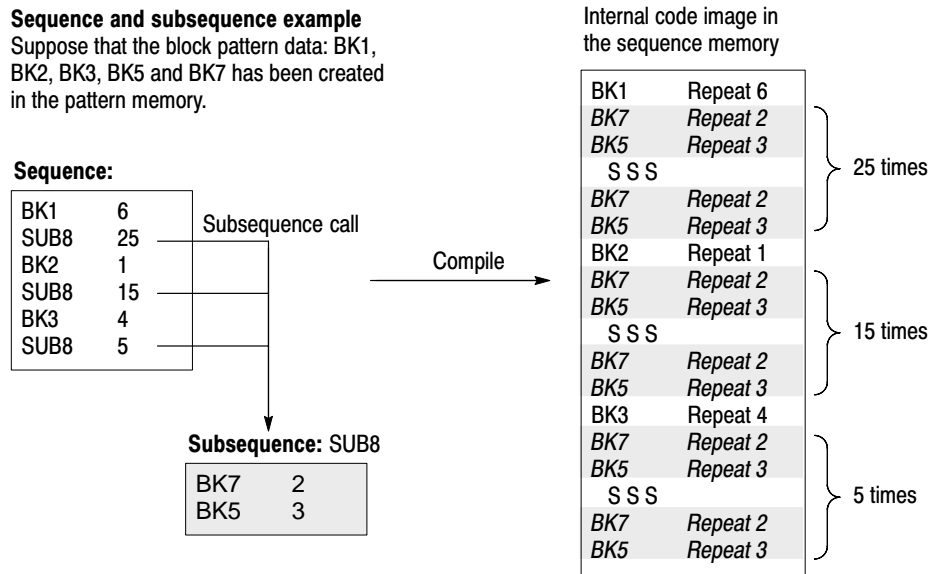 Sequence and subsequence example
Suppose that the block pattern data: BK1,
BK2, BK3, BK5 and BK7 has been created
in the pattern memory.
Sequence:
BK1 6
SUB8 25
BK2 1
SUB8 15
BK3 4
SUB8 5
Subsequence call
Subsequence: SUB8
BK7 2
BK5 3
Compile
Internal code image in
the sequence memory
BK1 Repeat 6
BK7 Repeat 2
BK5 Repeat 3
S S S
BK7 Repeat 2
BK5 Repeat 3
25 times
BK2 Repeat 1
BK7 Repeat 2
BK5 Repeat 3
S S S
BK7 Repeat 2
BK5 Repeat 3
15 times
BK3 Repeat 4
BK7 Repeat 2
BK5 Repeat 3
S S S
BK7 Repeat 2
BK5 Repeat 3
5 times